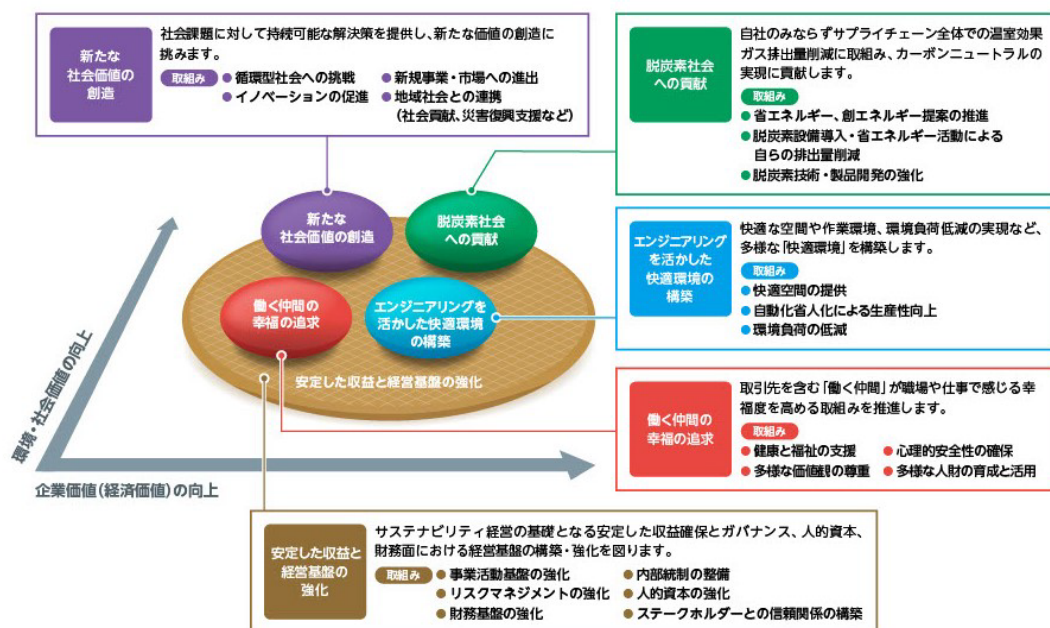 新たな
社会価値の
創造
社会課題に対して持続可能な解決策を提供し、新たな価値の創造に
挑みます。
取組み
●循環型社会への挑戦
●新規事業・市場への進出
●イノベーションの促進
●地域社会との連携
(社会貢献、災害復興支援など)
脱炭素社会
への貢献
自社のみならずサプライチェーン全体での温室効果
ガス排出量削減に取組み、カーボンニュートラルの
実現に貢献します。
取組み
●省エネルギー、創エネルギー提案の推進
●脱炭素設備導入・省エネルギー活動による
自らの排出量削減
●脱炭素技術・製品開発の強化
新たな
社会価値の創造
脱炭素社会
への貢献
働く仲間の
幸福の追求
エンジニアリングを
活かした快適環境
の構築
安定した収益と経営基盤の強化
環境・社会価値の向上
企業価値(経済価値)の向上
エンジニアリング
を活かした
快適環境の
構築
快適な空間や作業環境、環境負荷低減の実現など、
多様な「快適環境」を構築します。
取組み
●快適空間の提供
●自動化省人化による生産性向上
●環境負荷の低減
働く仲間の
幸福の追求
取引先を含む「働く仲間」が職場や仕事で感じる幸
福度を高める取組みを推進します。
取組み
●健康と福祉の支援
●心理的安全性の確保
●多様な価値観の尊重
●多様な人財の育成と活用
安定した収益と
経営基盤の
強化
サステナビリティ経営の基礎となる安定した収益確保とガバナンス、人的資本、
財務面における経営基盤の構築・強化を図ります。
取組み
●事業活動基盤の強化
●内部統制の整備
●リスクマネジメントの強化
●人的資本の強化
●財務基盤の強化
●ステークホルダーとの信頼関係の構築